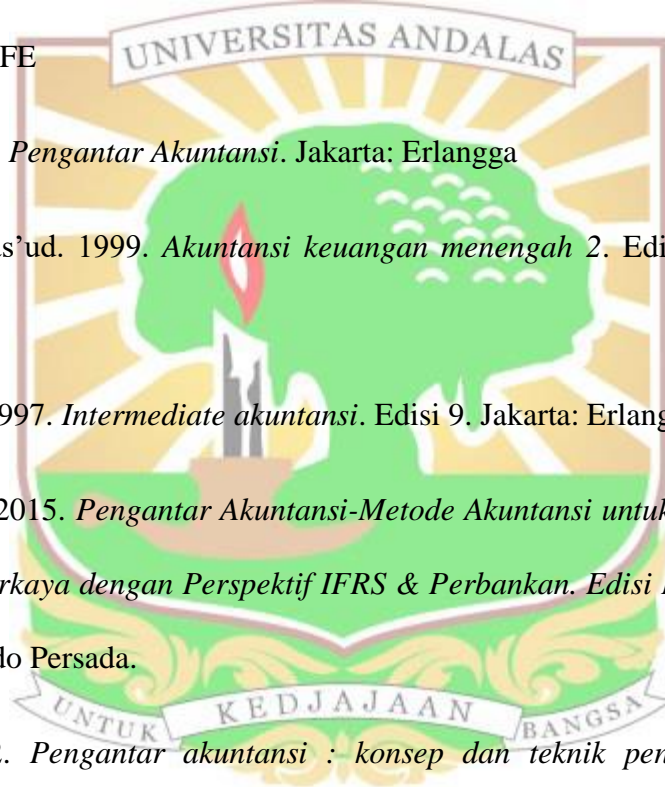 UNIVERSITAS ANDALAS
FE
Pengantar Akuntansi. Jakarta: Erlangga
s’ud. 1999. Akuntansi keuangan menengah 2. Edi
997. Intermediate akuntansi. Edisi 9. Jakarta: Erlang
2015. Pengantar Akuntansi-Metode Akuntansi untuk
rkaya dengan Perspektif IFRS & Perbankan. Edisi
do Persada.
UNTUK KEDJAJAAN BANGSA
. Pengantar akuntansi : konsep dan teknik pen